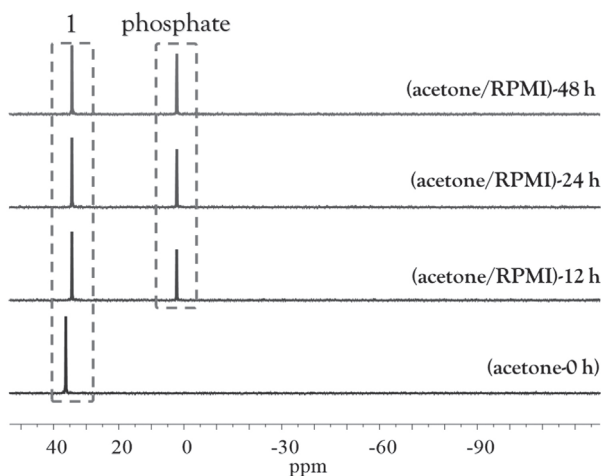 1 phosphate
(acetone/RPMI)-48 h
(acetone/RPMI)-24 h
(acetone/RPMI)-12 h
(acetone-0 h)
40 20 0 -30 -60 -90
ppm